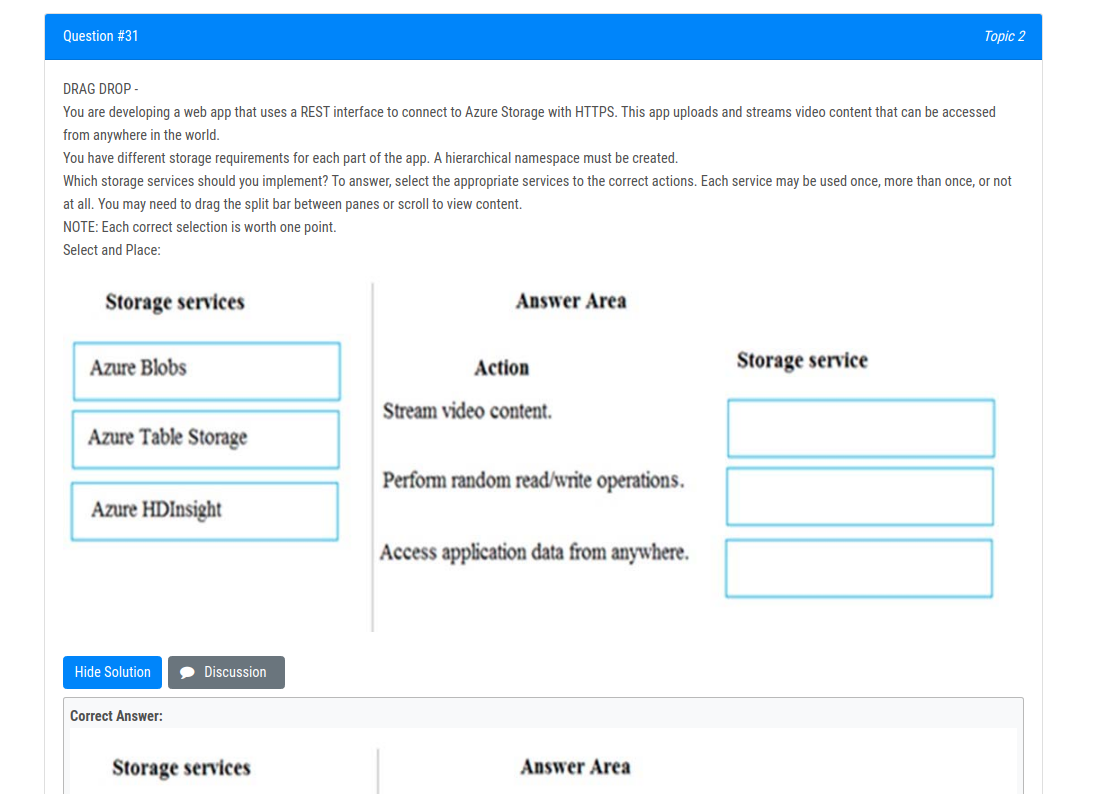 Question #31
Topic 2
DRAG DROP -
You are developing a web app that uses a REST interface to connect to Azure Storage with HTTPS. This app uploads and streams video content that can be accessed
from anywhere in the world.
You have different storage requirements for each part of the app. A hierarchical namespace must be created.
Which storage services should you implement? To answer, select the appropriate services to the correct actions. Each service may be used once, more than once, or not
at all. You may need to drag the split bar between panes or scroll to view content.
NOTE: Each correct selection is worth one point.
Select and Place:
Storage services
Answer Area
Action
Storage service
Azure Blobs
Stream video content.
Azure Table Storage
Perform random read/write operations.
Azure HDInsight
Access application data from anywhere.
Hide Solution
Discussion
Correct Answer:
Storage services
Answer Area